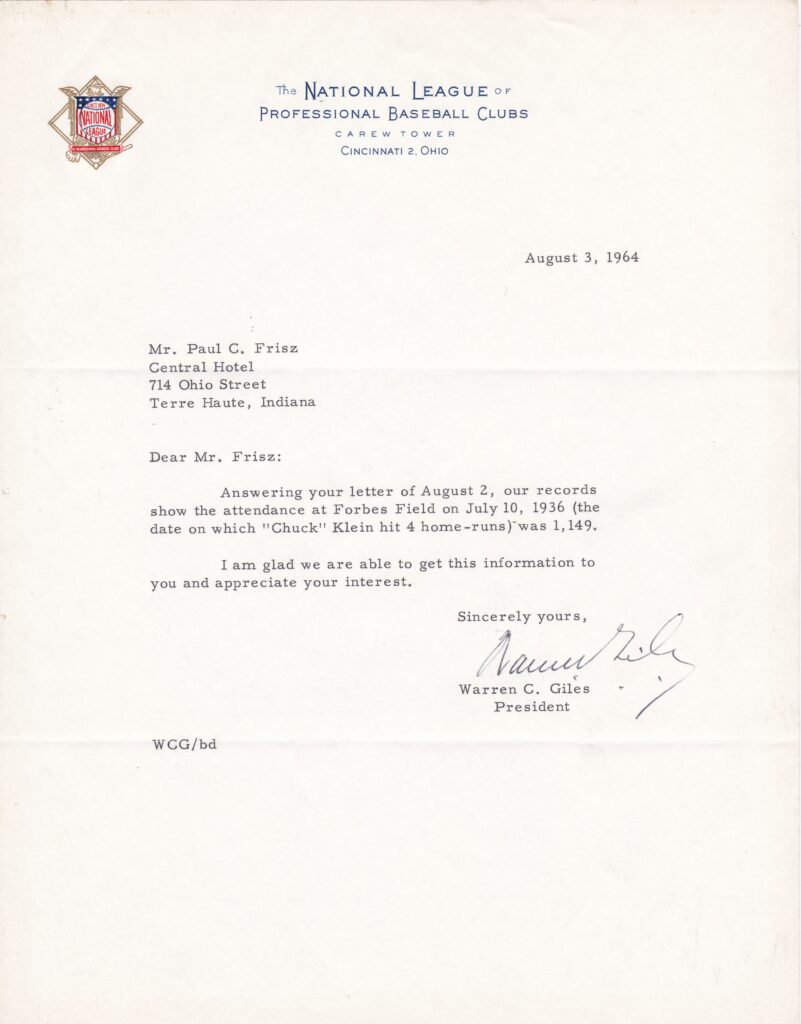 The NATIONAL LEAGUE OF
PROFESSIONAL BASEBALL CLUBS
CAREW TOWER
CINCINNATI 2, OHIO
NATIONAL
LEAGUE
August 3, 1964
Mr. Paul C. Frisz
Central Hotel
714 Ohio Street
Terre Haute, Indiana
Dear Mr. Frisz:
Answering your letter of August 2, our records
show the attendance at Forbes Field on July 10, 1936 (the
date on which "Chuck" Klein hit 4 home-runs) was 1,149.
I am glad we are able to get this information to
you and appreciate your interest.
Sincerely yours,
Warren Giles
Warren C. Giles
President
WCG/bd